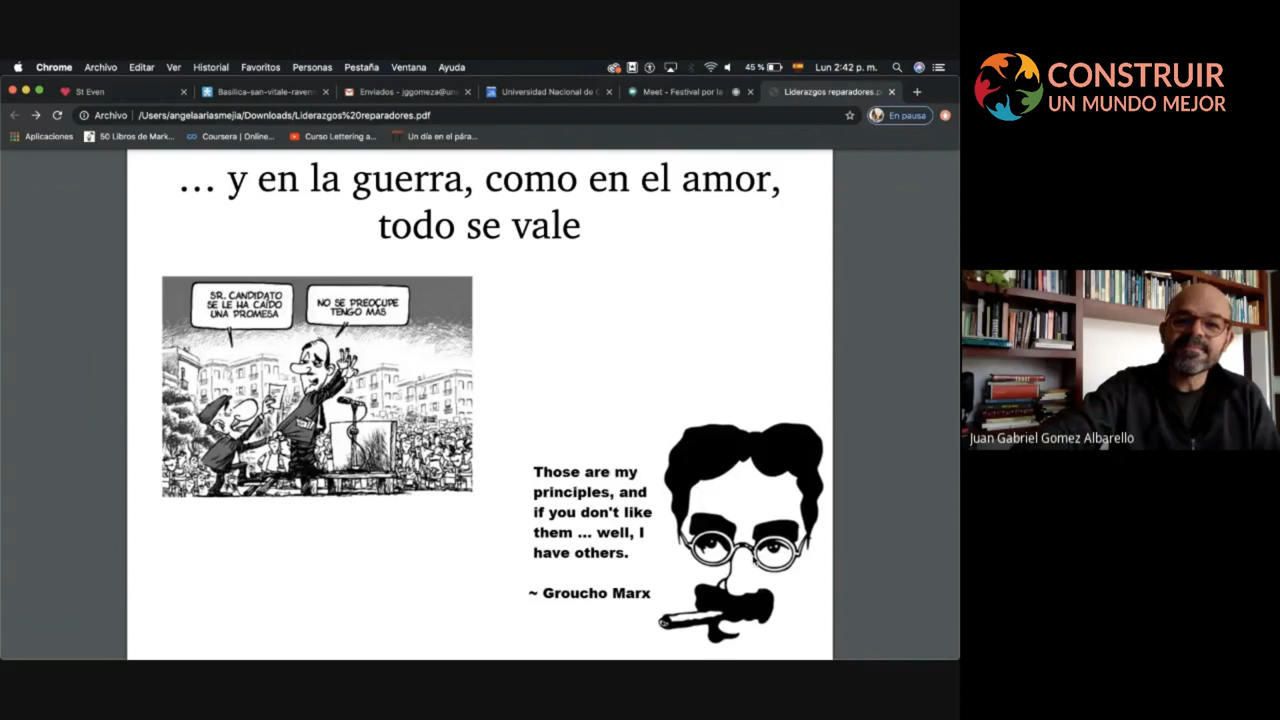 Chrome Archivo Editar Ver Historial Favoritos Personas Pestaña Ventana Ayuda
45 % Lun 2:42 p. m.
St Even
Basilica-san-vitale-raven
Enviados - jggomeza@un
Universidad Nacional de C
Meet - Festival por la
Liderazgos reparadores.p
Archivo /Users/angelaariasmejia/Downloads/Liderazgos%20reparadores.pdf
En pausa
Aplicaciones
50 Libros de Mark...
Coursera | Online...
Curso Lettering a...
Un día en el pára...
... y en la guerra, como en el amor,
todo se vale
SR. CANDIDATO
SE LE HA CAÍDO
UNA PROMESA
NO SE PREOCUPE
TENGO MÁS
Those are my
principles, and
if you don't like
them ... well, I
have others.
~ Groucho Marx
CONSTRUIR
UN MUNDO MEJOR
Juan Gabriel Gomez Albarello